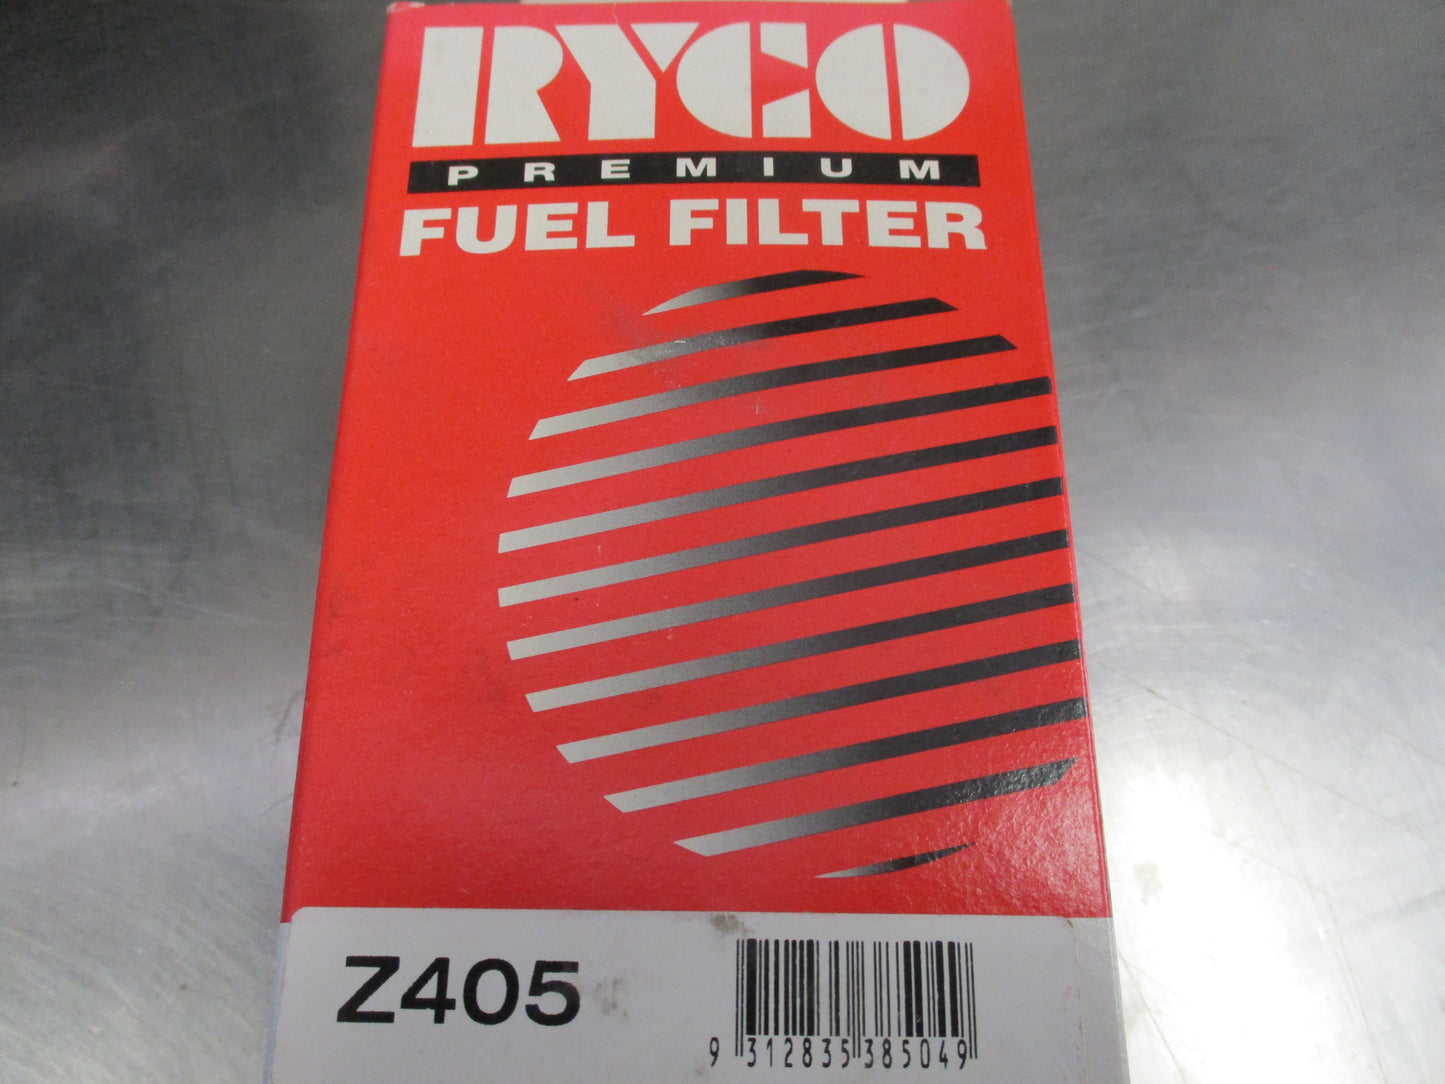 RYCO
PREMIUM
FUEL FILTER
Z405
9 312835 385049